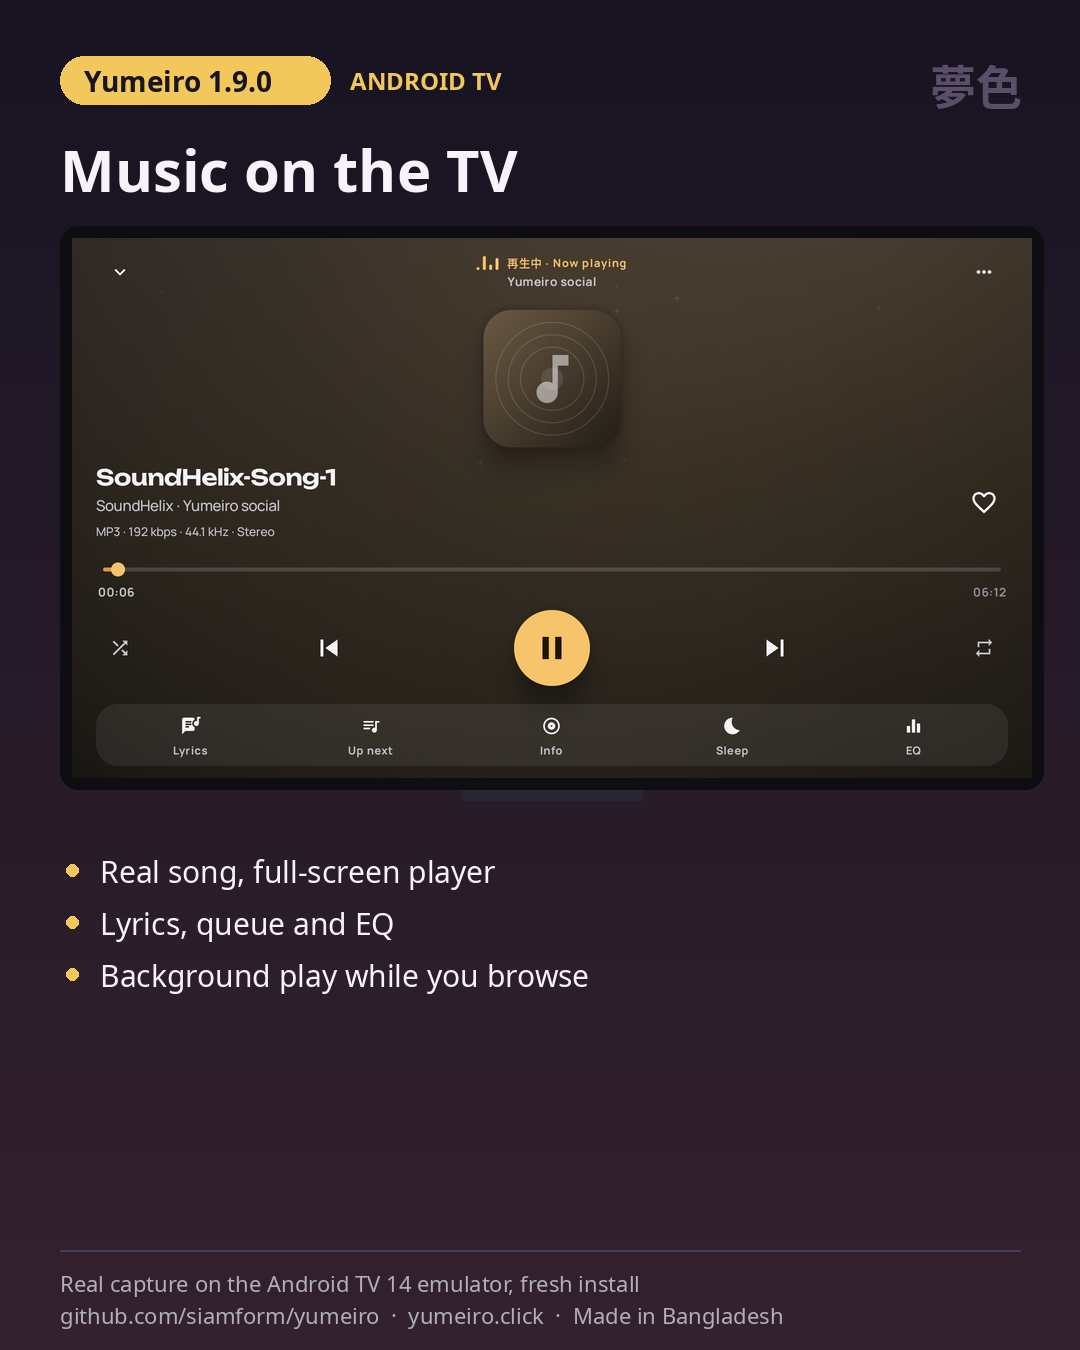 Yumeiro 1.9.0
ANDROID TV
夢色
Music on the TV
再生中 · Now playing
Yumeiro social
SoundHelix-Song-1
SoundHelix · Yumeiro social
MP3 · 192 kbps · 44.1 kHz · Stereo
00:06
06:12
Lyrics
Up next
Info
Sleep
EQ
Real song, full-screen player
Lyrics, queue and EQ
Background play while you browse
Real capture on the Android TV 14 emulator, fresh install
github.com/siamform/yumeiro · yumeiro.click · Made in Bangladesh